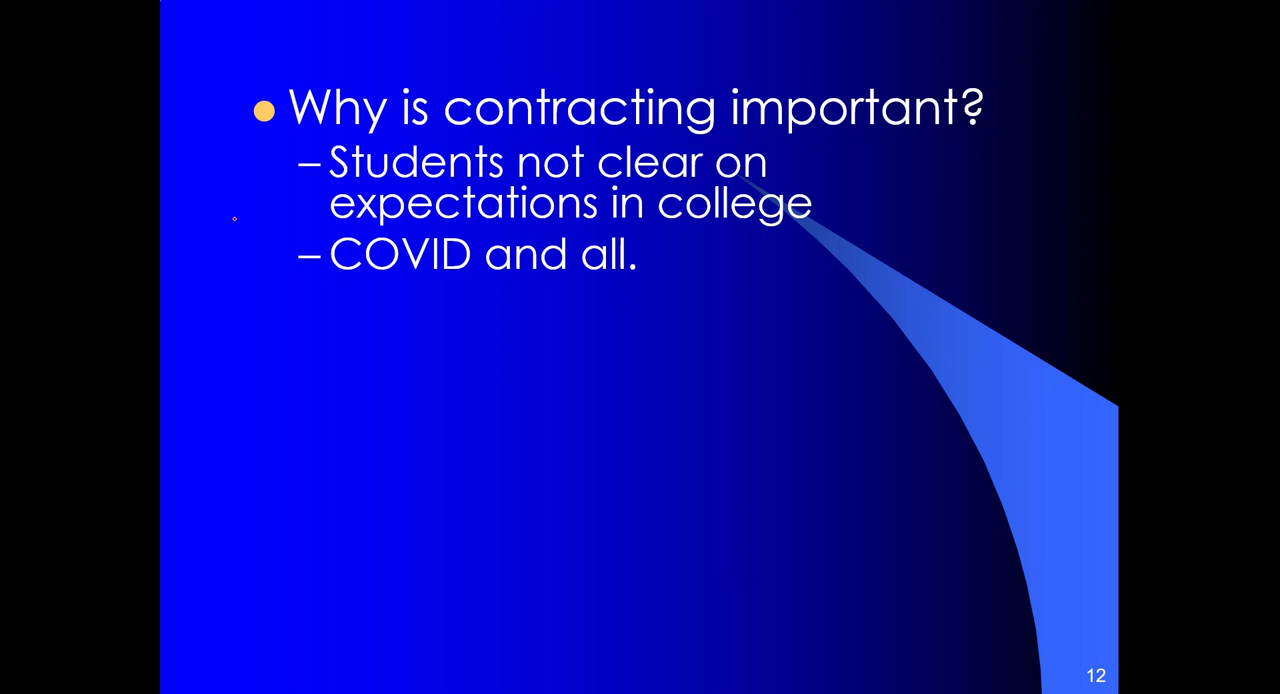 Why is contracting important?
– Students not clear on
expectations in college
– COVID and all.
12